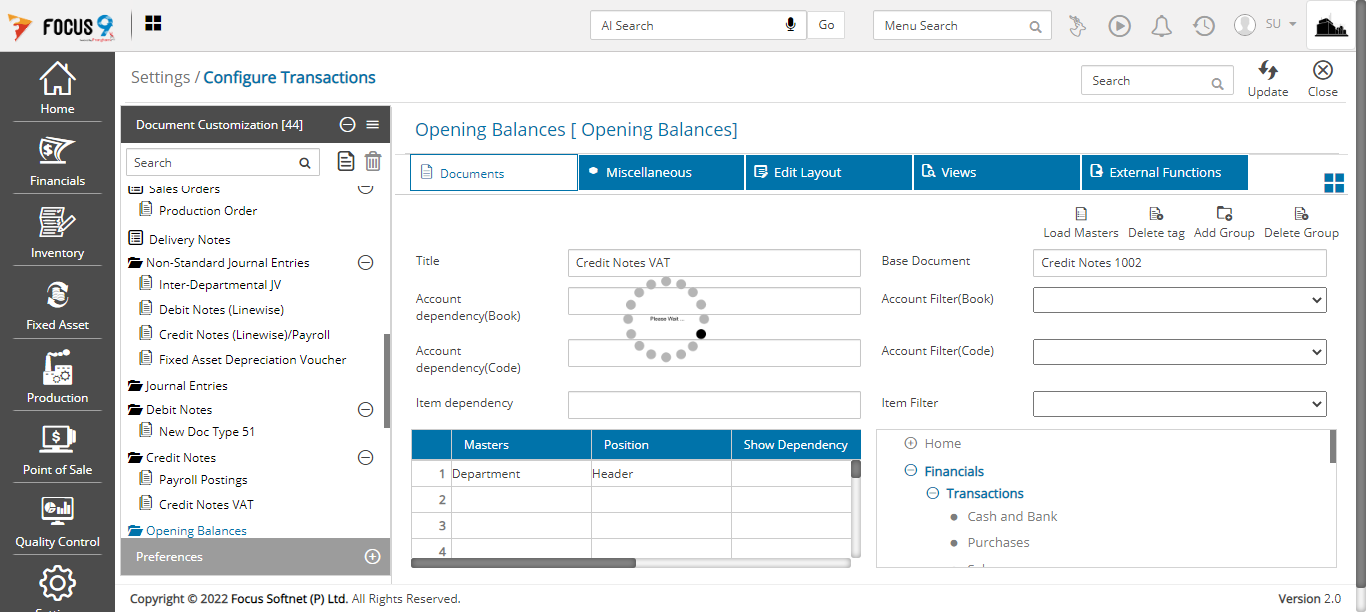 FOCUS 9
AI Search
Go
Menu Search
SU
Home
Financials
Inventory
Fixed Asset
Production
Point of Sale
Quality Control
Settings / Configure Transactions
Search
Update
Close
Document Customization [44]
Search
Sales Orders
Production Order
Delivery Notes
Non-Standard Journal Entries
Inter-Departmental JV
Debit Notes (Linewise)
Credit Notes (Linewise)/Payroll
Fixed Asset Depreciation Voucher
Journal Entries
Debit Notes
New Doc Type 51
Credit Notes
Payroll Postings
Credit Notes VAT
Opening Balances
Preferences
Opening Balances [ Opening Balances]
Documents
Miscellaneous
Edit Layout
Views
External Functions
Load Masters
Delete tag
Add Group
Delete Group
Title
Credit Notes VAT
Base Document
Credit Notes 1002
Account dependency(Book)
Account Filter(Book)
Please Wait ...
Account dependency(Code)
Account Filter(Code)
Item dependency
Item Filter
Masters Position Show Dependency
1 Department Header
2
3
4
Home
Financials
Transactions
Cash and Bank
Purchases
Copyright © 2022 Focus Softnet (P) Ltd. All Rights Reserved.
Version 2.0